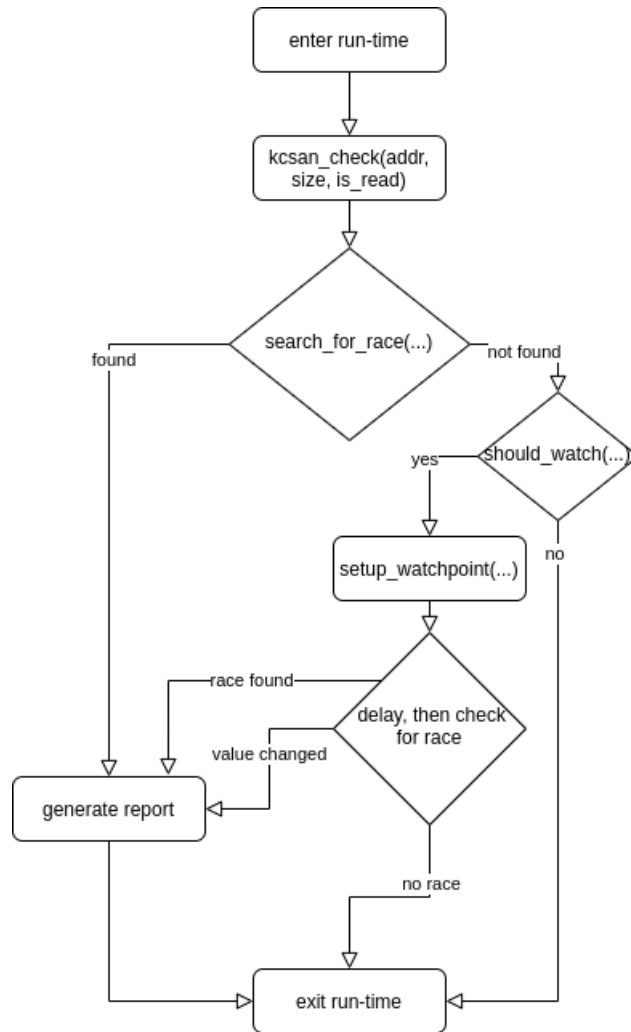 enter run-time
kcsan_check(addr,
size, is_read)
search_for_race(...)
found
not found
should_watch(...)
yes
no
setup_watchpoint(...)
race found
delay, then check
for race
value changed
generate report
no race
exit run-time